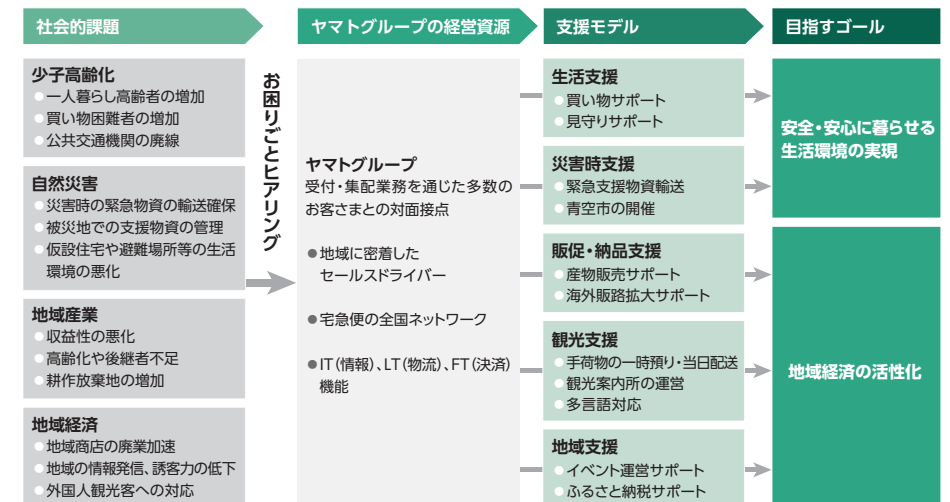 社会的課題
ヤマトグループの経営資源
支援モデル
目指すゴール
少子高齢化
一人暮らし高齢者の増加
買い物困難者の増加
公共交通機関の廃線
自然災害
災害時の緊急物資の輸送確保
被災地での支援物資の管理
仮設住宅や避難場所等の生活
環境の悪化
地域産業
収益性の悪化
高齢化や後継者不足
耕作放棄地の増加
地域経済
地域商店の廃業加速
地域の情報発信、誘客力の低下
外国人観光客への対応
お困りごとヒアリング
ヤマトグループ
受付・集配業務を通じた多数の
お客さまとの対面接点
●地域に密着した
セールスドライバー
●宅急便の全国ネットワーク
●IT(情報)、LT(物流)、FT(決済)
機能
生活支援
買い物サポート
見守りサポート
災害時支援
緊急支援物資輸送
青空市の開催
販促・納品支援
産物販売サポート
海外販路拡大サポート
観光支援
手荷物の一時預り・当日配送
観光案内所の運営
多言語対応
地域支援
イベント運営サポート
ふるさと納税サポート
安全・安心に暮らせる
生活環境の実現
地域経済の活性化